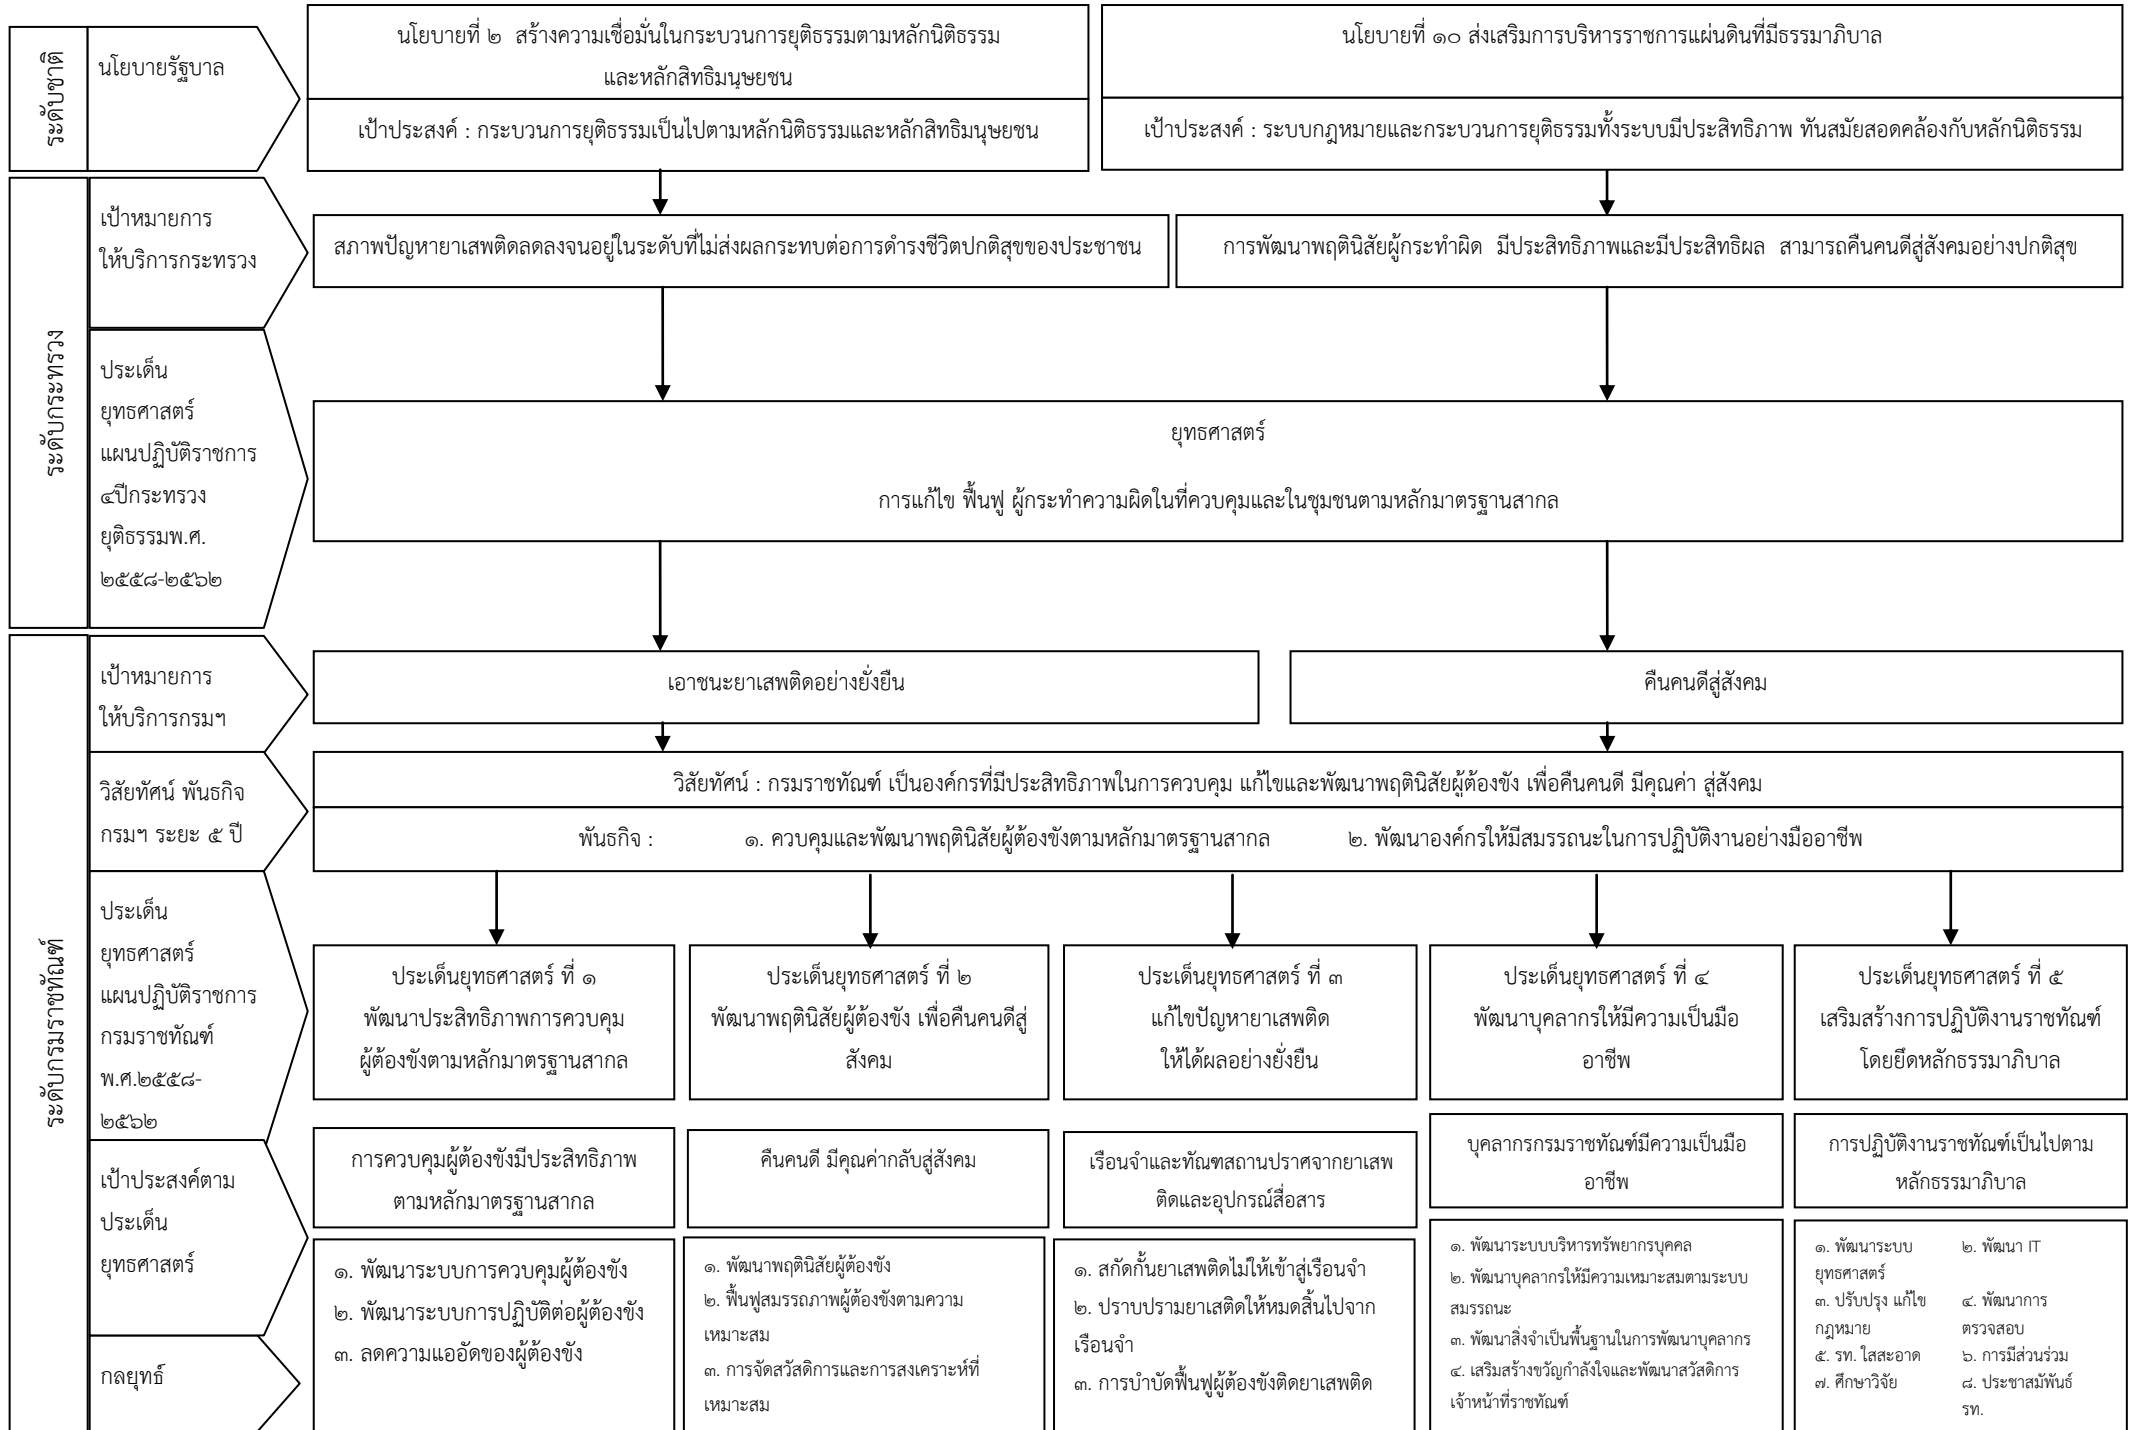 ระดับชาติ
นโยบายรัฐบาล
นโยบายที่ ๒ สร้างความเชื่อมั่นในกระบวนการยุติธรรมตามหลักนิติธรรม
และหลักสิทธิมนุษยชน
เป้าประสงค์ : กระบวนการยุติธรรมเป็นไปตามหลักนิติธรรมและหลักสิทธิมนุษยชน
นโยบายที่ ๑๐ ส่งเสริมการบริหารราชการแผ่นดินที่มีธรรมาภิบาล
เป้าประสงค์ : ระบบกฎหมายและกระบวนการยุติธรรมทั้งระบบมีประสิทธิภาพ ทันสมัยสอดคล้องกับหลักนิติธรรม
ระดับกระทรวง
เป้าหมายการ
ให้บริการกระทรวง
สภาพปัญหายาเสพติดลดลงจนอยู่ในระดับที่ไม่ส่งผลกระทบต่อการดำรงชีวิตปกติสุขของประชาชน
การพัฒนาพฤตินิสัยผู้กระทำผิด มีประสิทธิภาพและมีประสิทธิผล สามารถคืนคนดีสู่สังคมอย่างปกติสุข
ประเด็น
ยุทธศาสตร์
แผนปฏิบัติราชการ
๔ปีกระทรวง
ยุติธรรมพ.ศ.
๒๕๕๘-๒๕๖๒
ยุทธศาสตร์
การแก้ไข ฟื้นฟู ผู้กระทำความผิดในที่ควบคุมและในชุมชนตามหลักมาตรฐานสากล
ระดับกรมราชทัณฑ์
เป้าหมายการ
ให้บริการกรมฯ
เอาชนะยาเสพติดอย่างยั่งยืน
คืนคนดีสู่สังคม
วิสัยทัศน์ พันธกิจ
กรมฯ ระยะ ๕ ปี
วิสัยทัศน์ : กรมราชทัณฑ์ เป็นองค์กรที่มีประสิทธิภาพในการควบคุม แก้ไขและพัฒนาพฤตินิสัยผู้ต้องขัง เพื่อคืนคนดี มีคุณค่า สู่สังคม
พันธกิจ : ๑. ควบคุมและพัฒนาพฤตินิสัยผู้ต้องขังตามหลักมาตรฐานสากล ๒. พัฒนาองค์กรให้มีสมรรถนะในการปฏิบัติงานอย่างมืออาชีพ
ประเด็น
ยุทธศาสตร์
แผนปฏิบัติราชการ
กรมราชทัณฑ์
พ.ศ.๒๕๕๘-
๒๕๖๒
ประเด็นยุทธศาสตร์ ที่ ๑
พัฒนาประสิทธิภาพการควบคุม
ผู้ต้องขังตามหลักมาตรฐานสากล
ประเด็นยุทธศาสตร์ ที่ ๒
พัฒนาพฤตินิสัยผู้ต้องขัง เพื่อคืนคนดีสู่
สังคม
ประเด็นยุทธศาสตร์ ที่ ๓
แก้ไขปัญหายาเสพติด
ให้ได้ผลอย่างยั่งยืน
ประเด็นยุทธศาสตร์ ที่ ๔
พัฒนาบุคลากรให้มีความเป็นมือ
อาชีพ
ประเด็นยุทธศาสตร์ ที่ ๕
เสริมสร้างการปฏิบัติงานราชทัณฑ์
โดยยึดหลักธรรมาภิบาล
เป้าประสงค์ตาม
ประเด็น
ยุทธศาสตร์
การควบคุมผู้ต้องขังมีประสิทธิภาพ
ตามหลักมาตรฐานสากล
คืนคนดี มีคุณค่ากลับสู่สังคม
เรือนจำและทัณฑสถานปราศจากยาเสพ
ติดและอุปกรณ์สื่อสาร
บุคลากรกรมราชทัณฑ์มีความเป็นมือ
อาชีพ
การปฏิบัติงานราชทัณฑ์เป็นไปตาม
หลักธรรมาภิบาล
กลยุทธ์
๑. พัฒนาระบบการควบคุมผู้ต้องขัง
๒. พัฒนาระบบการปฏิบัติต่อผู้ต้องขัง
๓. ลดความแออัดของผู้ต้องขัง
๑. พัฒนาพฤตินิสัยผู้ต้องขัง
๒. ฟื้นฟูสมรรถภาพผู้ต้องขังตามความ
เหมาะสม
๓. การจัดสวัสดิการและการสงเคราะห์ที่
เหมาะสม
๑. สกัดกั้นยาเสพติดไม่ให้เข้าสู่เรือนจำ
๒. ปราบปรามยาเสติดให้หมดสิ้นไปจาก
เรือนจำ
๓. การบำบัดฟื้นฟูผู้ต้องขังติดยาเสพติด
๑. พัฒนาระบบบริหารทรัพยากรบุคคล
๒. พัฒนาบุคลากรให้มีความเหมาะสมตามระบบ
สมรรถนะ
๓. พัฒนาสิ่งจำเป็นพื้นฐานในการพัฒนาบุคลากร
๔. เสริมสร้างขวัญกำลังใจและพัฒนาสวัสดิการ
เจ้าหน้าที่ราชทัณฑ์
๑. พัฒนาระบบ ๒. พัฒนา IT
ยุทธศาสตร์
๓. ปรับปรุง แก้ไข ๔. พัฒนาการ
กฎหมาย ตรวจสอบ
๕. รท. ใสสะอาด ๖. การมีส่วนร่วม
๗. ศึกษาวิจัย ๘. ประชาสมัพันธ์
รท.